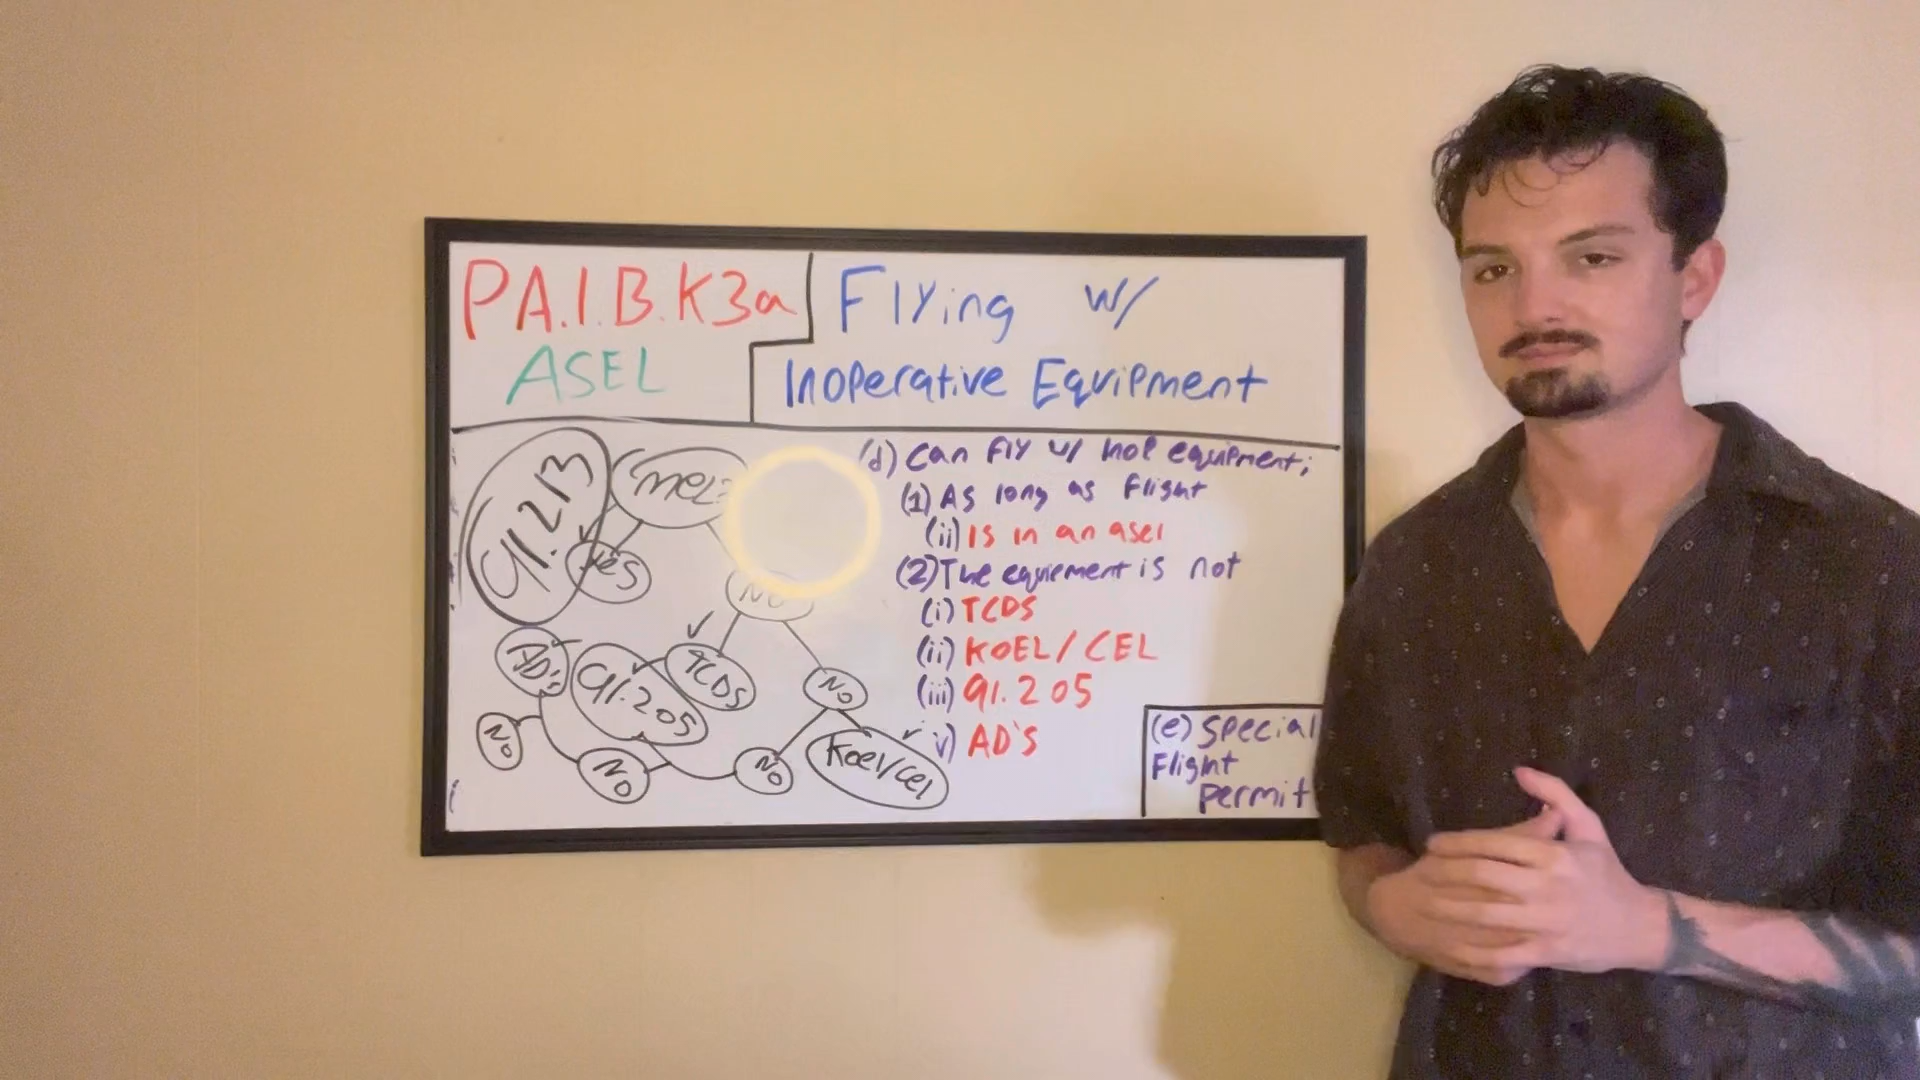 PA.I.B.K3a
ASEL
Flying w/
Inoperative Equipment
91.213
MEL?
Yes
No
TCDS
No
Koel/cel
No
91.205
No
AD's
No
(d) Can fly w/ inop equipment;
(1) As long as flight
(ii) Is in an asel
(2) The equipment is not
(i) TCDS
(ii) KOEL/CEL
(iii) 91.205
v) AD's
(e) Special
Flight
permit